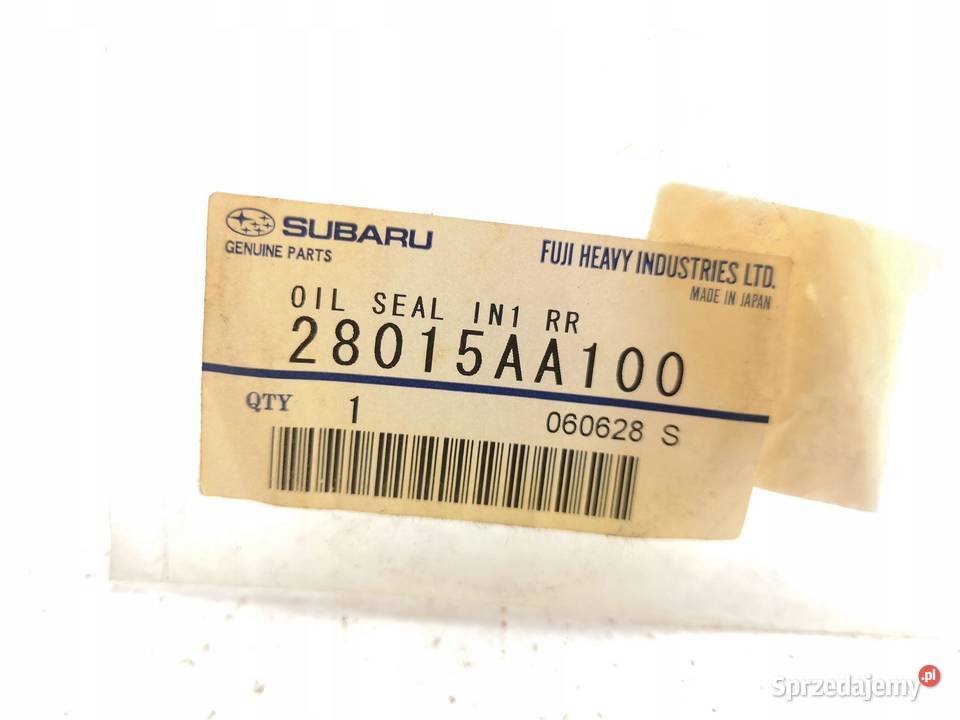 SUBARU
GENUINE PARTS
FUJI HEAVY INDUSTRIES LTD.
MADE IN JAPAN
OIL SEAL IN1 RR
28015AA100
QTY 1
060628 S
Sprzedajemy.pl